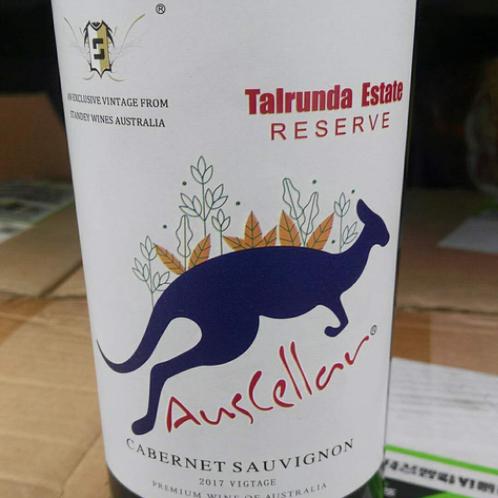 ®
AN EXCLUSIVE VINTAGE FROM
STANDEY WINES AUSTRALIA
Talrunda Estate
RESERVE
AusCellar®
CABERNET SAUVIGNON
2017 VIGTAGE
PREMIUM WINE OF AUSTRALIA